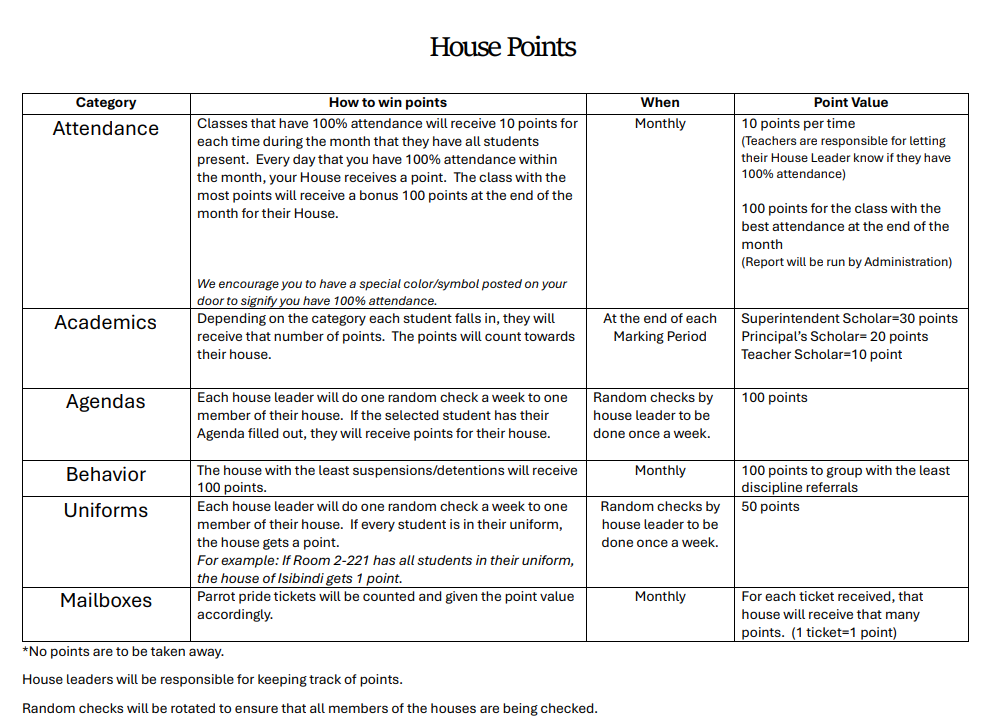 House Points
Category
How to win points
When
Point Value
Attendance
Classes that have 100% attendance will receive 10 points for
each time during the month that they have all students
present.  Every day that you have 100% attendance within
the month, your House receives a point.  The class with the
most points will receive a bonus 100 points at the end of the
month for their House.
We encourage you to have a special color/symbol posted on your
door to signify you have 100% attendance.
Monthly
10 points per time
(Teachers are responsible for letting
their House Leader know if they have
100% attendance)
100 points for the class with the
best attendance at the end of the
month
(Report will be run by Administration)
Academics
Depending on the category each student falls in, they will
receive that number of points.  The points will count towards
their house.
At the end of each
Marking Period
Superintendent Scholar=30 points
Principal’s Scholar= 20 points
Teacher Scholar=10 point
Agendas
Each house leader will do one random check a week to one
member of their house.  If the selected student has their
Agenda filled out, they will receive points for their house.
Random checks by
house leader to be
done once a week.
100 points
Behavior
The house with the least suspensions/detentions will receive
100 points.
Monthly
100 points to group with the least
discipline referrals
Uniforms
Each house leader will do one random check a week to one
member of their house.  If every student is in their uniform,
the house gets a point.
For example: If Room 2-221 has all students in their uniform,
the house of Isibindi gets 1 point.
Random checks by
house leader to be
done once a week.
50 points
Mailboxes
Parrot pride tickets will be counted and given the point value
accordingly.
Monthly
For each ticket received, that
house will receive that many
points.  (1 ticket=1 point)
*No points are to be taken away.
House leaders will be responsible for keeping track of points.
Random checks will be rotated to ensure that all members of the houses are being checked.